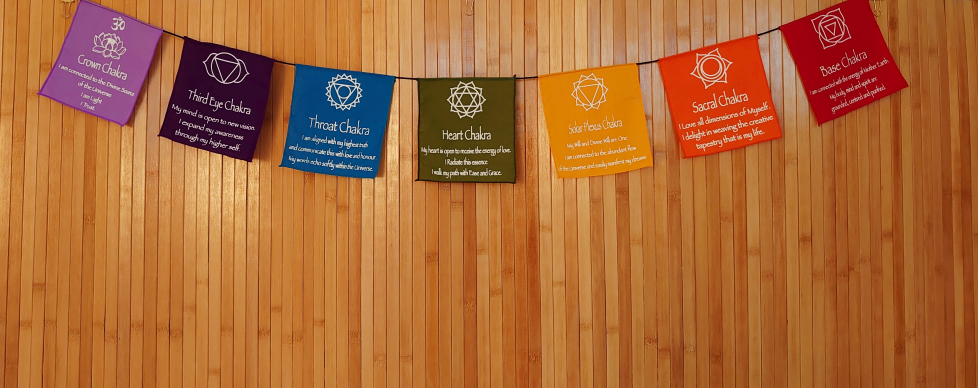 ॐ
Crown Chakra
I am connected to the Divine Source
of the Universe
I am Light
I Trust.
Third Eye Chakra
My mind is open to new vision.
I expand my awareness
through my higher self.
Throat Chakra
I am aligned with my highest truth
and communicate this with love and honour
My words echo softly within the Universe.
Heart Chakra
My heart is open to receive the energy of love.
I Radiate this essence
I walk my path with Ease and Grace.
Solar Plexus Chakra
My Will and Divine Will are One.
I am connected to the abundant flow
of the Universe and easily manifest my dreams
Sacral Chakra
I Love all dimensions of Myself.
I delight in weaving the creative
tapestry that is my life.
Base Chakra
I am connected with the energy of Mother Earth
My body, mind and spirit are
grounded, centred and purified.